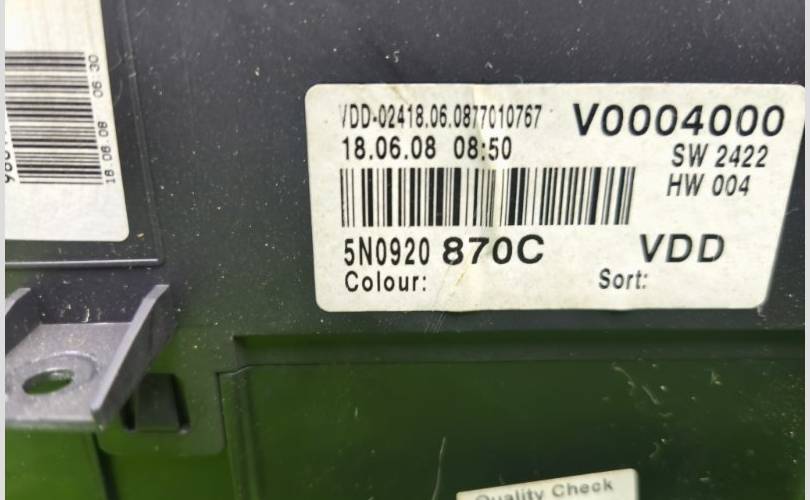 VDD-02418.06.0877010767 V0004000
18.06.08 08:50 SW 2422
HW 004
5N0920 870C VDD
Colour: Sort:
18.06.08 06:30
Quality Check